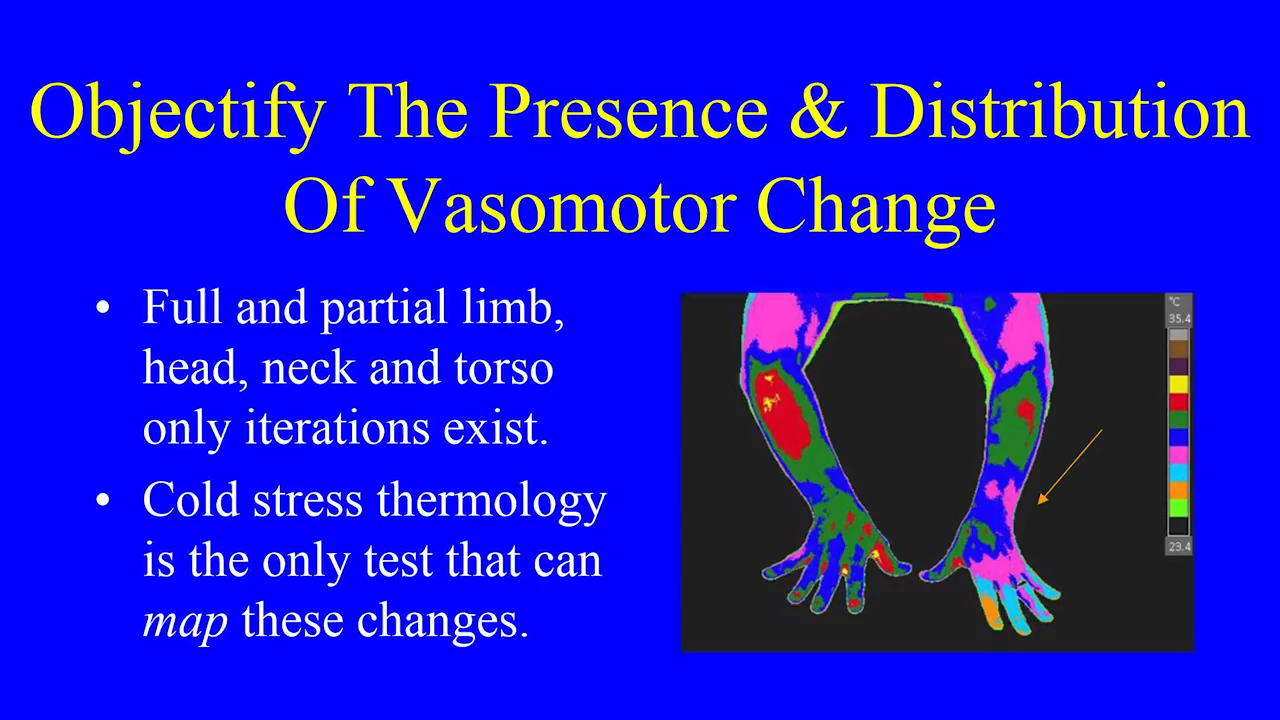 Objectify The Presence & Distribution
Of Vasomotor Change
• Full and partial limb,
head, neck and torso
only iterations exist.
• Cold stress thermology
is the only test that can
map these changes.
°C
35.4
23.4